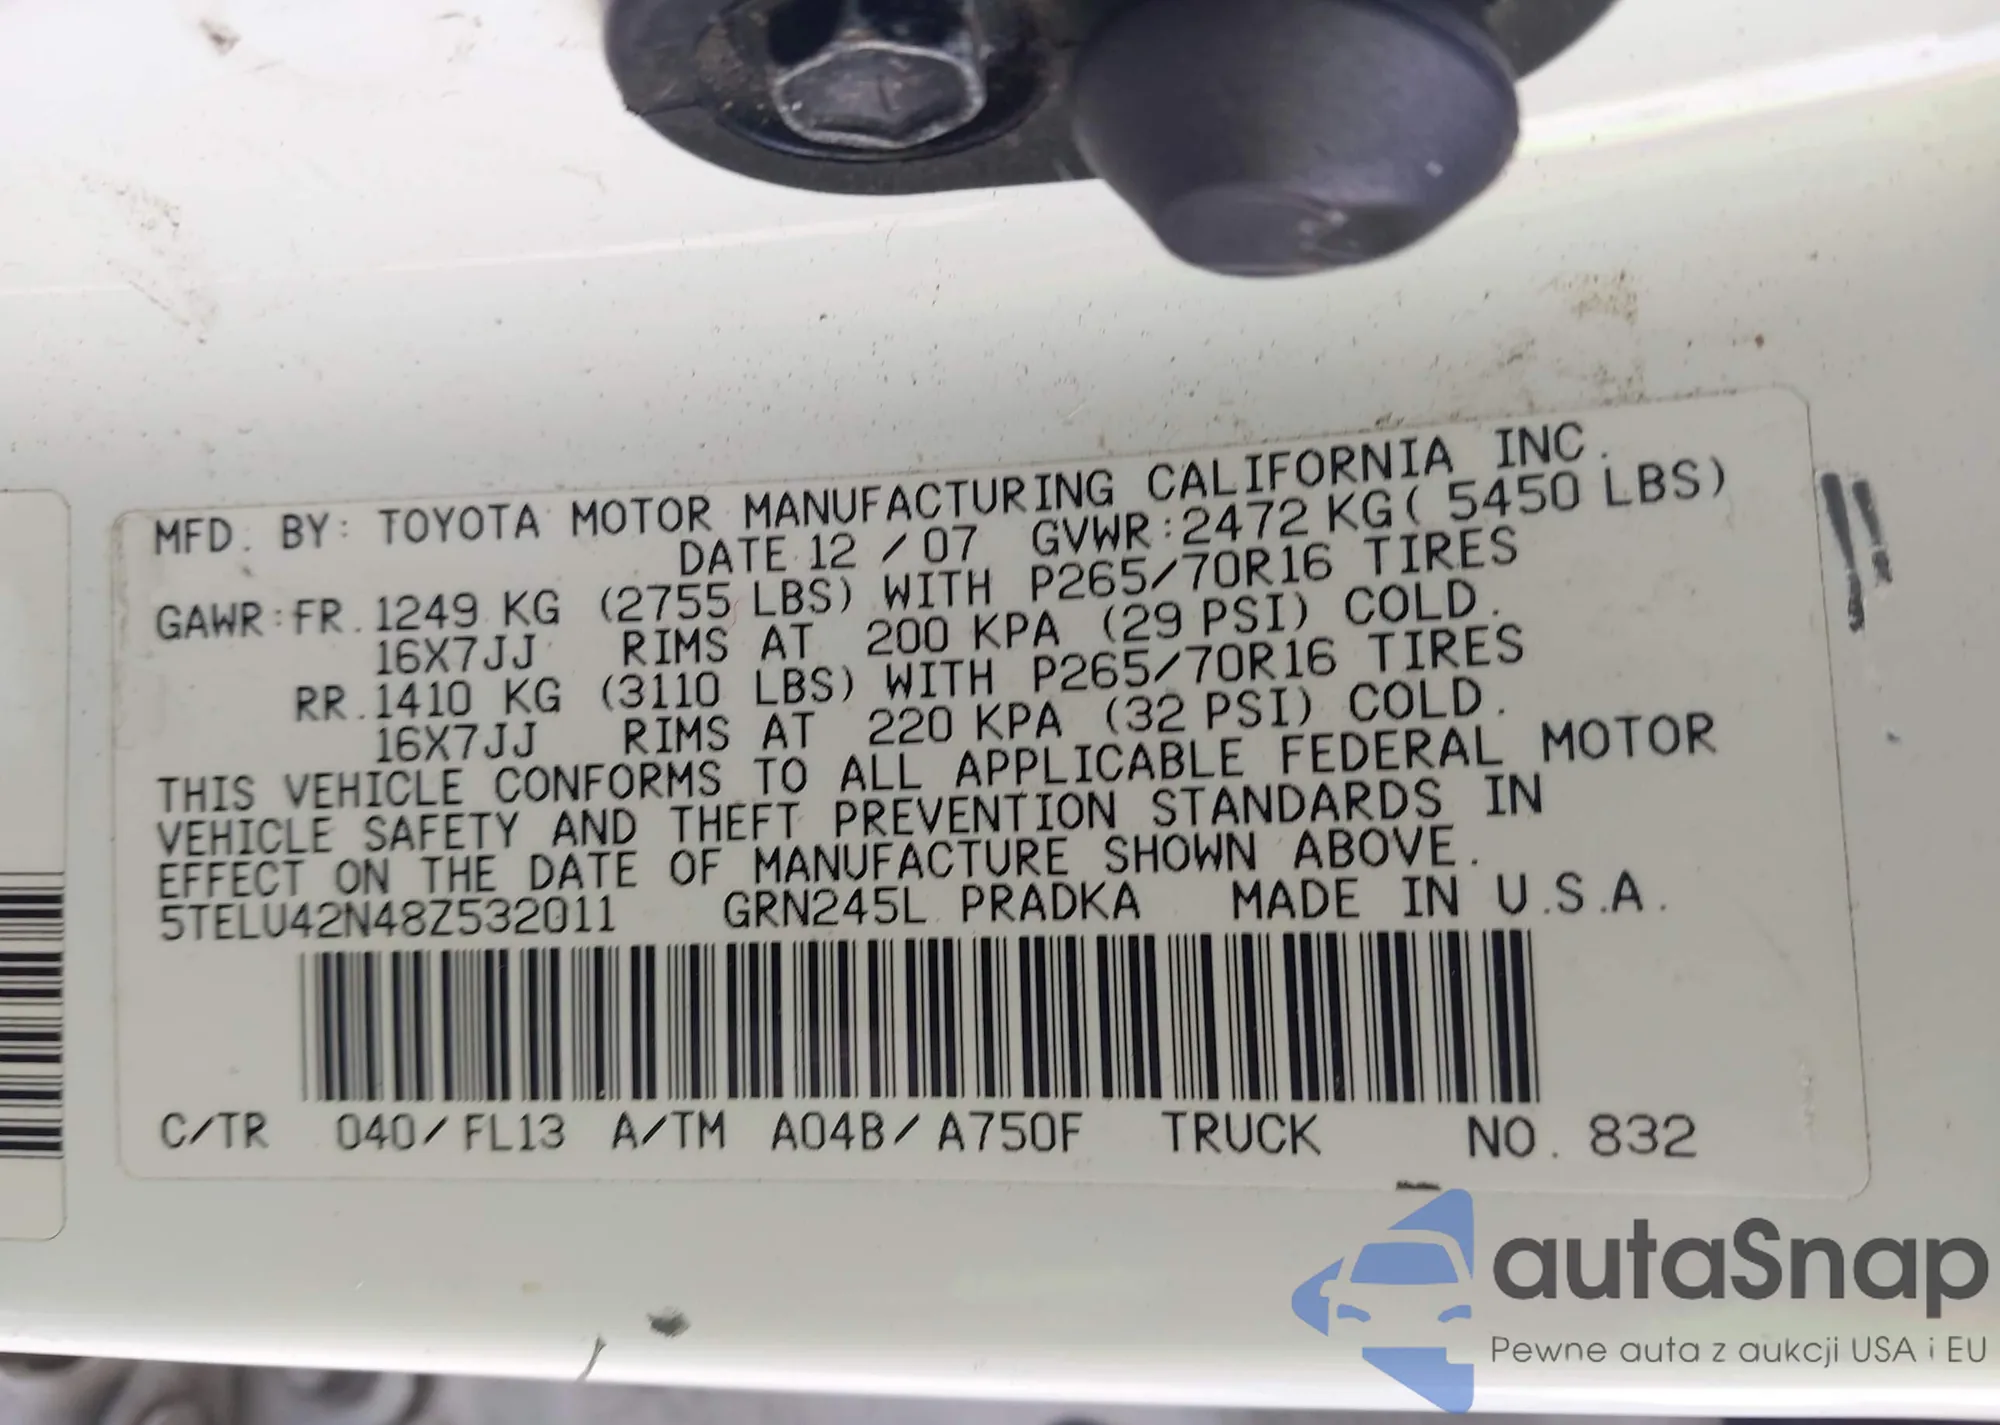 MFD. BY: TOYOTA MOTOR MANUFACTURING CALIFORNIA INC.
DATE 12 / 07 GVWR:2472 KG( 5450 LBS)
GAWR:FR. 1249 KG (2755 LBS) WITH P265/70R16 TIRES
16X7JJ RIMS AT 200 KPA (29 PSI) COLD.
RR. 1410 KG (3110 LBS) WITH P265/70R16 TIRES
16X7JJ RIMS AT 220 KPA (32 PSI) COLD.
THIS VEHICLE CONFORMS TO ALL APPLICABLE FEDERAL MOTOR
VEHICLE SAFETY AND THEFT PREVENTION STANDARDS IN
EFFECT ON THE DATE OF MANUFACTURE SHOWN ABOVE.
5TELU42N48Z532011 GRN245L PRADKA MADE IN U.S.A.
C/TR 040/FL13 A/TM A04B/A750F TRUCK NO. 832
autaSnap
Pewne auta z aukcji USA i EU